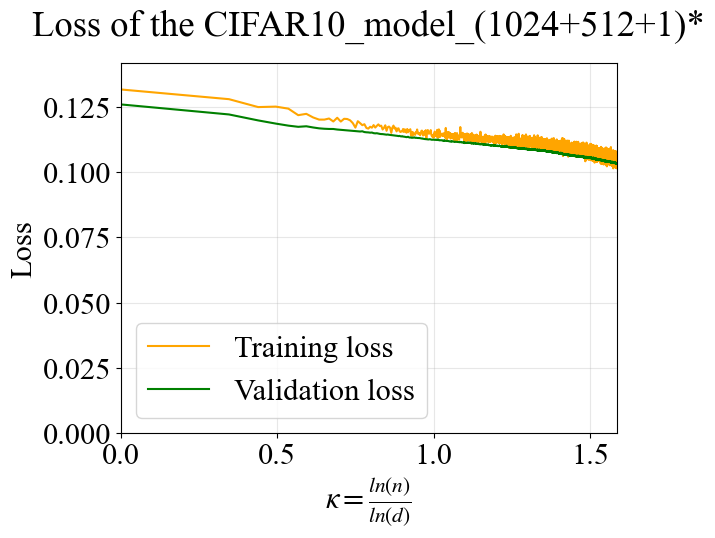 Loss of the CIFAR10_model_(1024+512+1)*
Loss
0.125
0.100
0.075
0.050
0.025
0.000
Training loss
Validation loss
0.0 0.5 1.0 1.5
κ = ln(n)/ln(d)